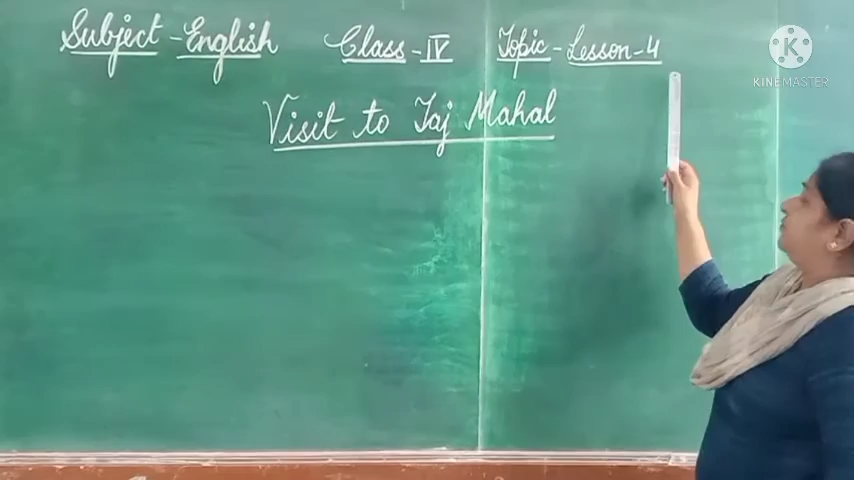 Subject - English Class - IV Topic - Lesson - 4
Visit to Taj Mahal
K
KINEMASTER